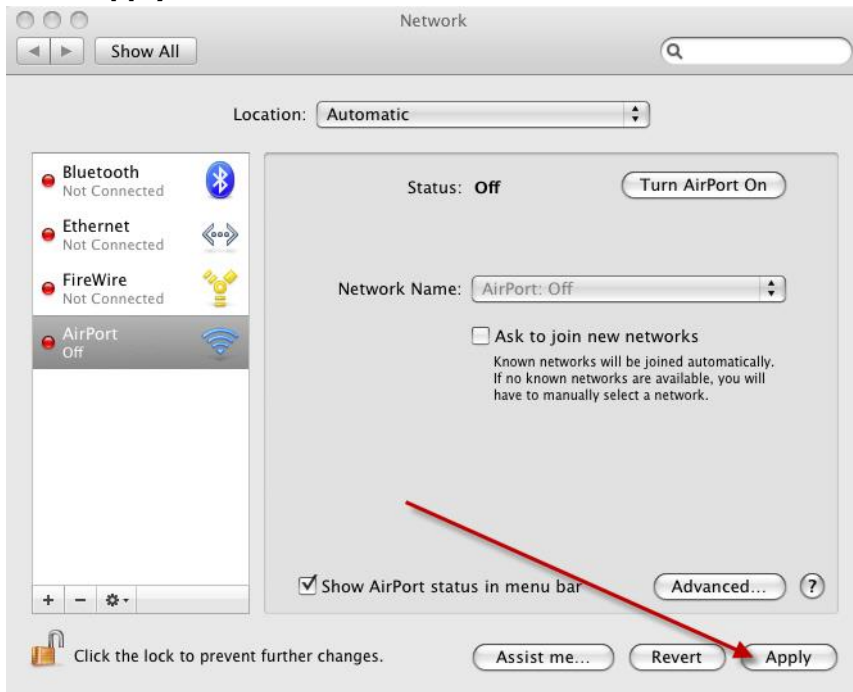 Network
Show All
Location: Automatic
Bluetooth
Not Connected
Status: Off
Turn AirPort On
Ethernet
Not Connected
FireWire
Not Connected
Network Name: AirPort: Off
AirPort
Off
Ask to join new networks
Known networks will be joined automatically.
If no known networks are available, you will
have to manually select a network.
Show AirPort status in menu bar
Advanced... ?
+ -
Click the lock to prevent further changes.
Assist me... Revert Apply